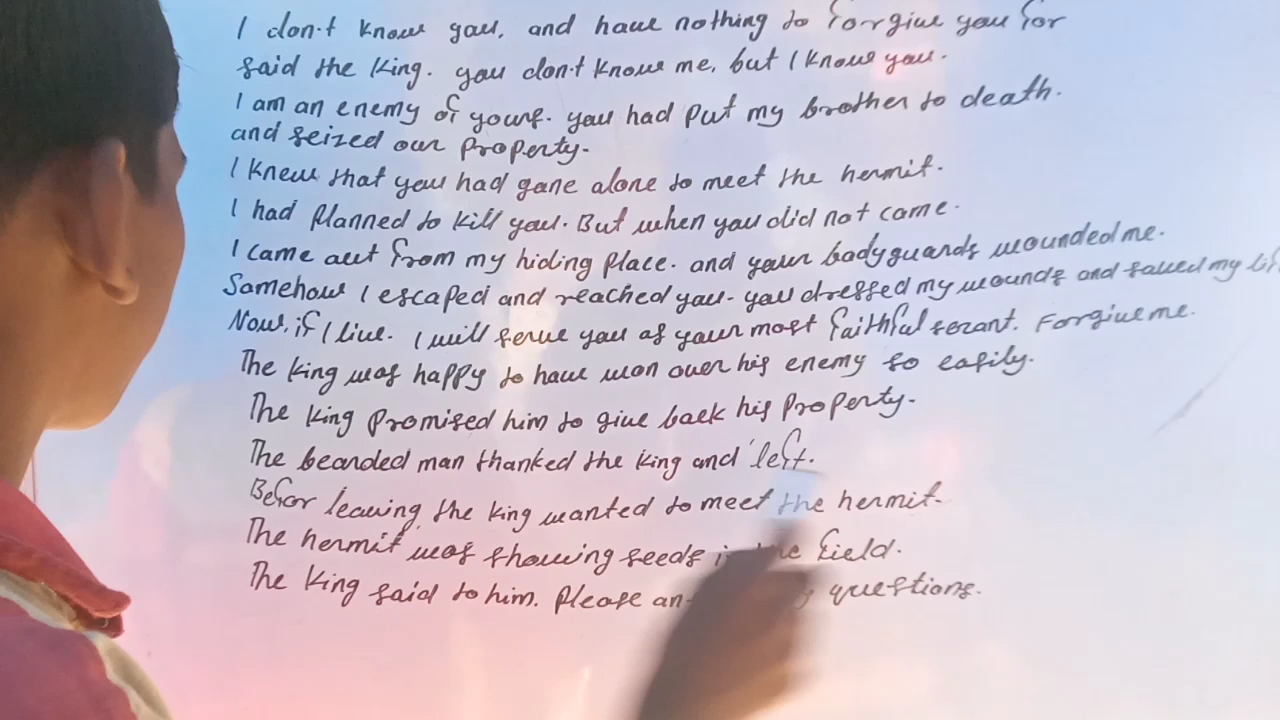 I don't know you, and have nothing to forgive you for
said the King. you don't know me, but I know you.
I am an enemy of yours. you had put my brother to death.
and seized our property.
I knew that you had gone alone to meet the hermit.
I had planned to kill you. But when you did not come.
I came out from my hiding place. and your bodyguards wounded me.
Somehow I escaped and reached you. you dressed my wounds and saved my
Now, if I live. I will serve you as your most faithful serant. Forgive me.
The King was happy to have won over his enemy so easily.
The King promised him to give back his property.
The bearded man thanked the King and left.
Befor leaving the king wanted to meet the hermit.
The hermit was showing seeds in the field.
The King said to him. Please questions.